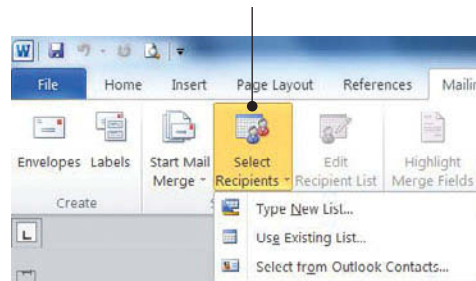 W
File Home Insert Page Layout References Mailin
Envelopes Labels Start Mail Merge Select Recipients Edit Recipient List Highlight Merge Fields
Create
Type New List...
Use Existing List...
Select from Outlook Contacts...
L